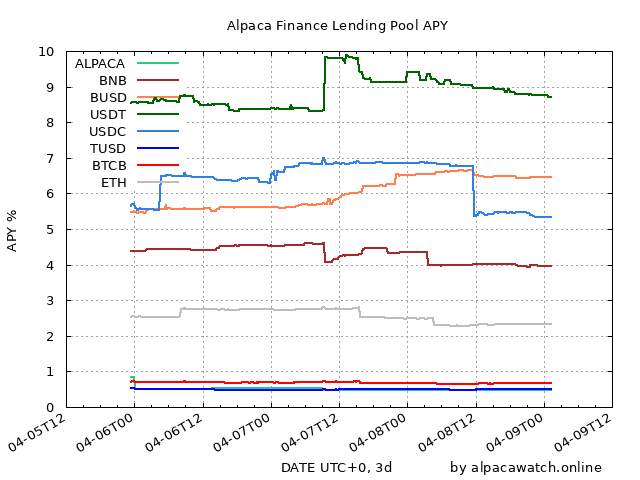 Alpaca Finance Lending Pool APY
10
9
8
7
6
5
4
3
2
1
0
APY %
ALPACA
BNB
BUSD
USDT
USDC
TUSD
BTCB
ETH
04-05T12
04-06T00
04-06T12
04-07T00
04-07T12
04-08T00
04-08T12
04-09T00
04-09T12
DATE UTC+0, 3d
by alpacawatch.online